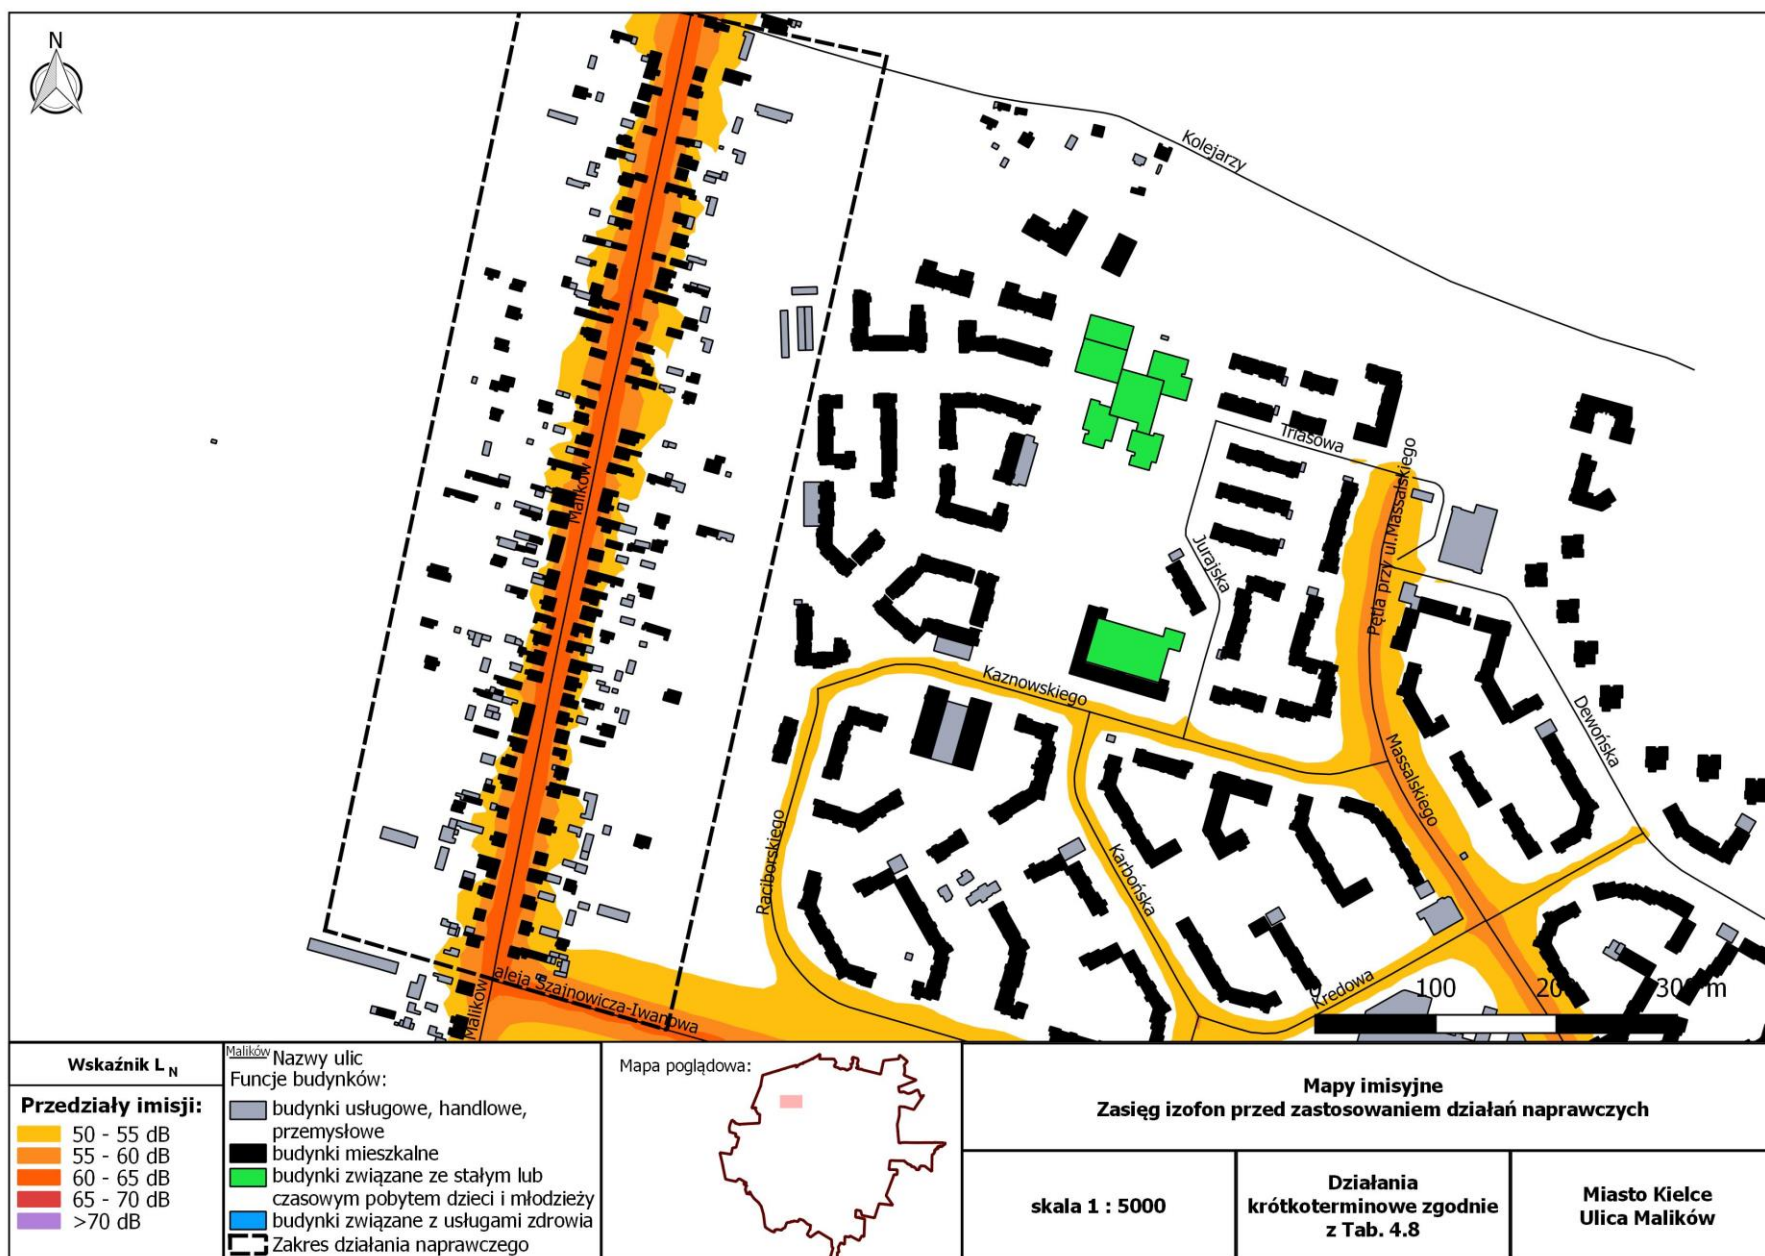 N
Kolejarzy
Triasowa
Pętla przy ul.Massalskiego
Malików
Jurajska
Kaznowskiego
Dewońska
Massalskiego
Raciborskiego
Karbońska
Kredowa
aleja Szajnowicza-Iwanowa
Malików
0 100 200 300 m
Wskaźnik L N
Przedziały imisji:
50 - 55 dB
55 - 60 dB
60 - 65 dB
65 - 70 dB
>70 dB
Malików Nazwy ulic
Funcje budynków:
budynki usługowe, handlowe,
przemysłowe
budynki mieszkalne
budynki związane ze stałym lub
czasowym pobytem dzieci i młodzieży
budynki związane z usługami zdrowia
Zakres działania naprawczego
Mapa poglądowa:
Mapy imisyjne
Zasięg izofon przed zastosowaniem działań naprawczych
skala 1 : 5000
Działania
krótkoterminowe zgodnie
z Tab. 4.8
Miasto Kielce
Ulica Malików